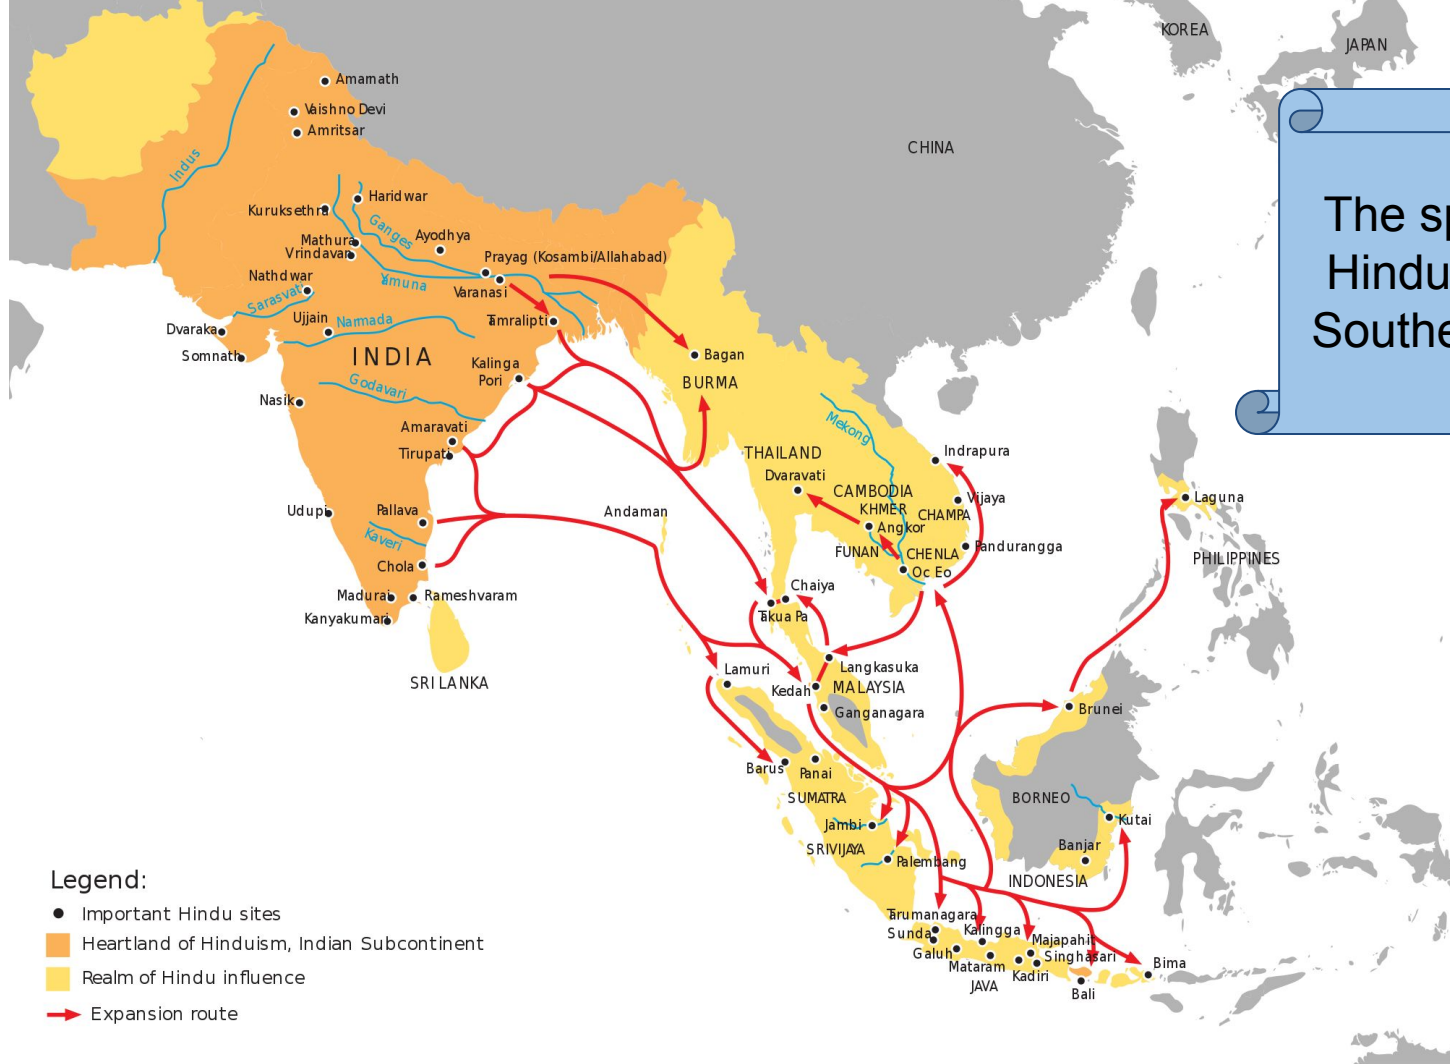 KOREA
JAPAN
CHINA
The sp
Hindu
Southe
Amarnath
Vaishno Devi
Amritsar
Indus
Haridwar
Kuruksethra
Ganges
Mathura
Vrindavan
Ayodhya
Prayag (Kosambi/Allahabad)
Nathdwar
Yamuna
Varanasi
Sarasvati
Ujjain
Narmada
Tamralipti
Dvaraka
Somnath
INDIA
Kalinga
Pori
Bagan
BURMA
Godavari
Nasik
Mekong
Amaravati
Tirupati
THAILAND
Indrapura
Dvaravati
CAMBODIA
KHMER
Vijaya
CHAMPA
Laguna
Udupi
Pallava
Andaman
Angkor
Kaveri
FUNAN
CHENLA
Pandurangga
PHILIPPINES
Chola
Oc Eo
Chaiya
Madurai
Rameshvaram
Takua Pa
Kanyakumari
Lamuri
Langkasuka
SRI LANKA
Kedah
MALAYSIA
Ganganagara
Brunei
Barus
Panai
SUMATRA
BORNEO
Jambi
Kutai
SRIVIJAYA
Palembang
Banjar
INDONESIA
Tarumanagara
Sunda
Kalingga
Majapahit
Galuh
Singhasari
Mataram
Kadiri
Bima
JAVA
Bali
Legend:
Important Hindu sites
Heartland of Hinduism, Indian Subcontinent
Realm of Hindu influence
Expansion route